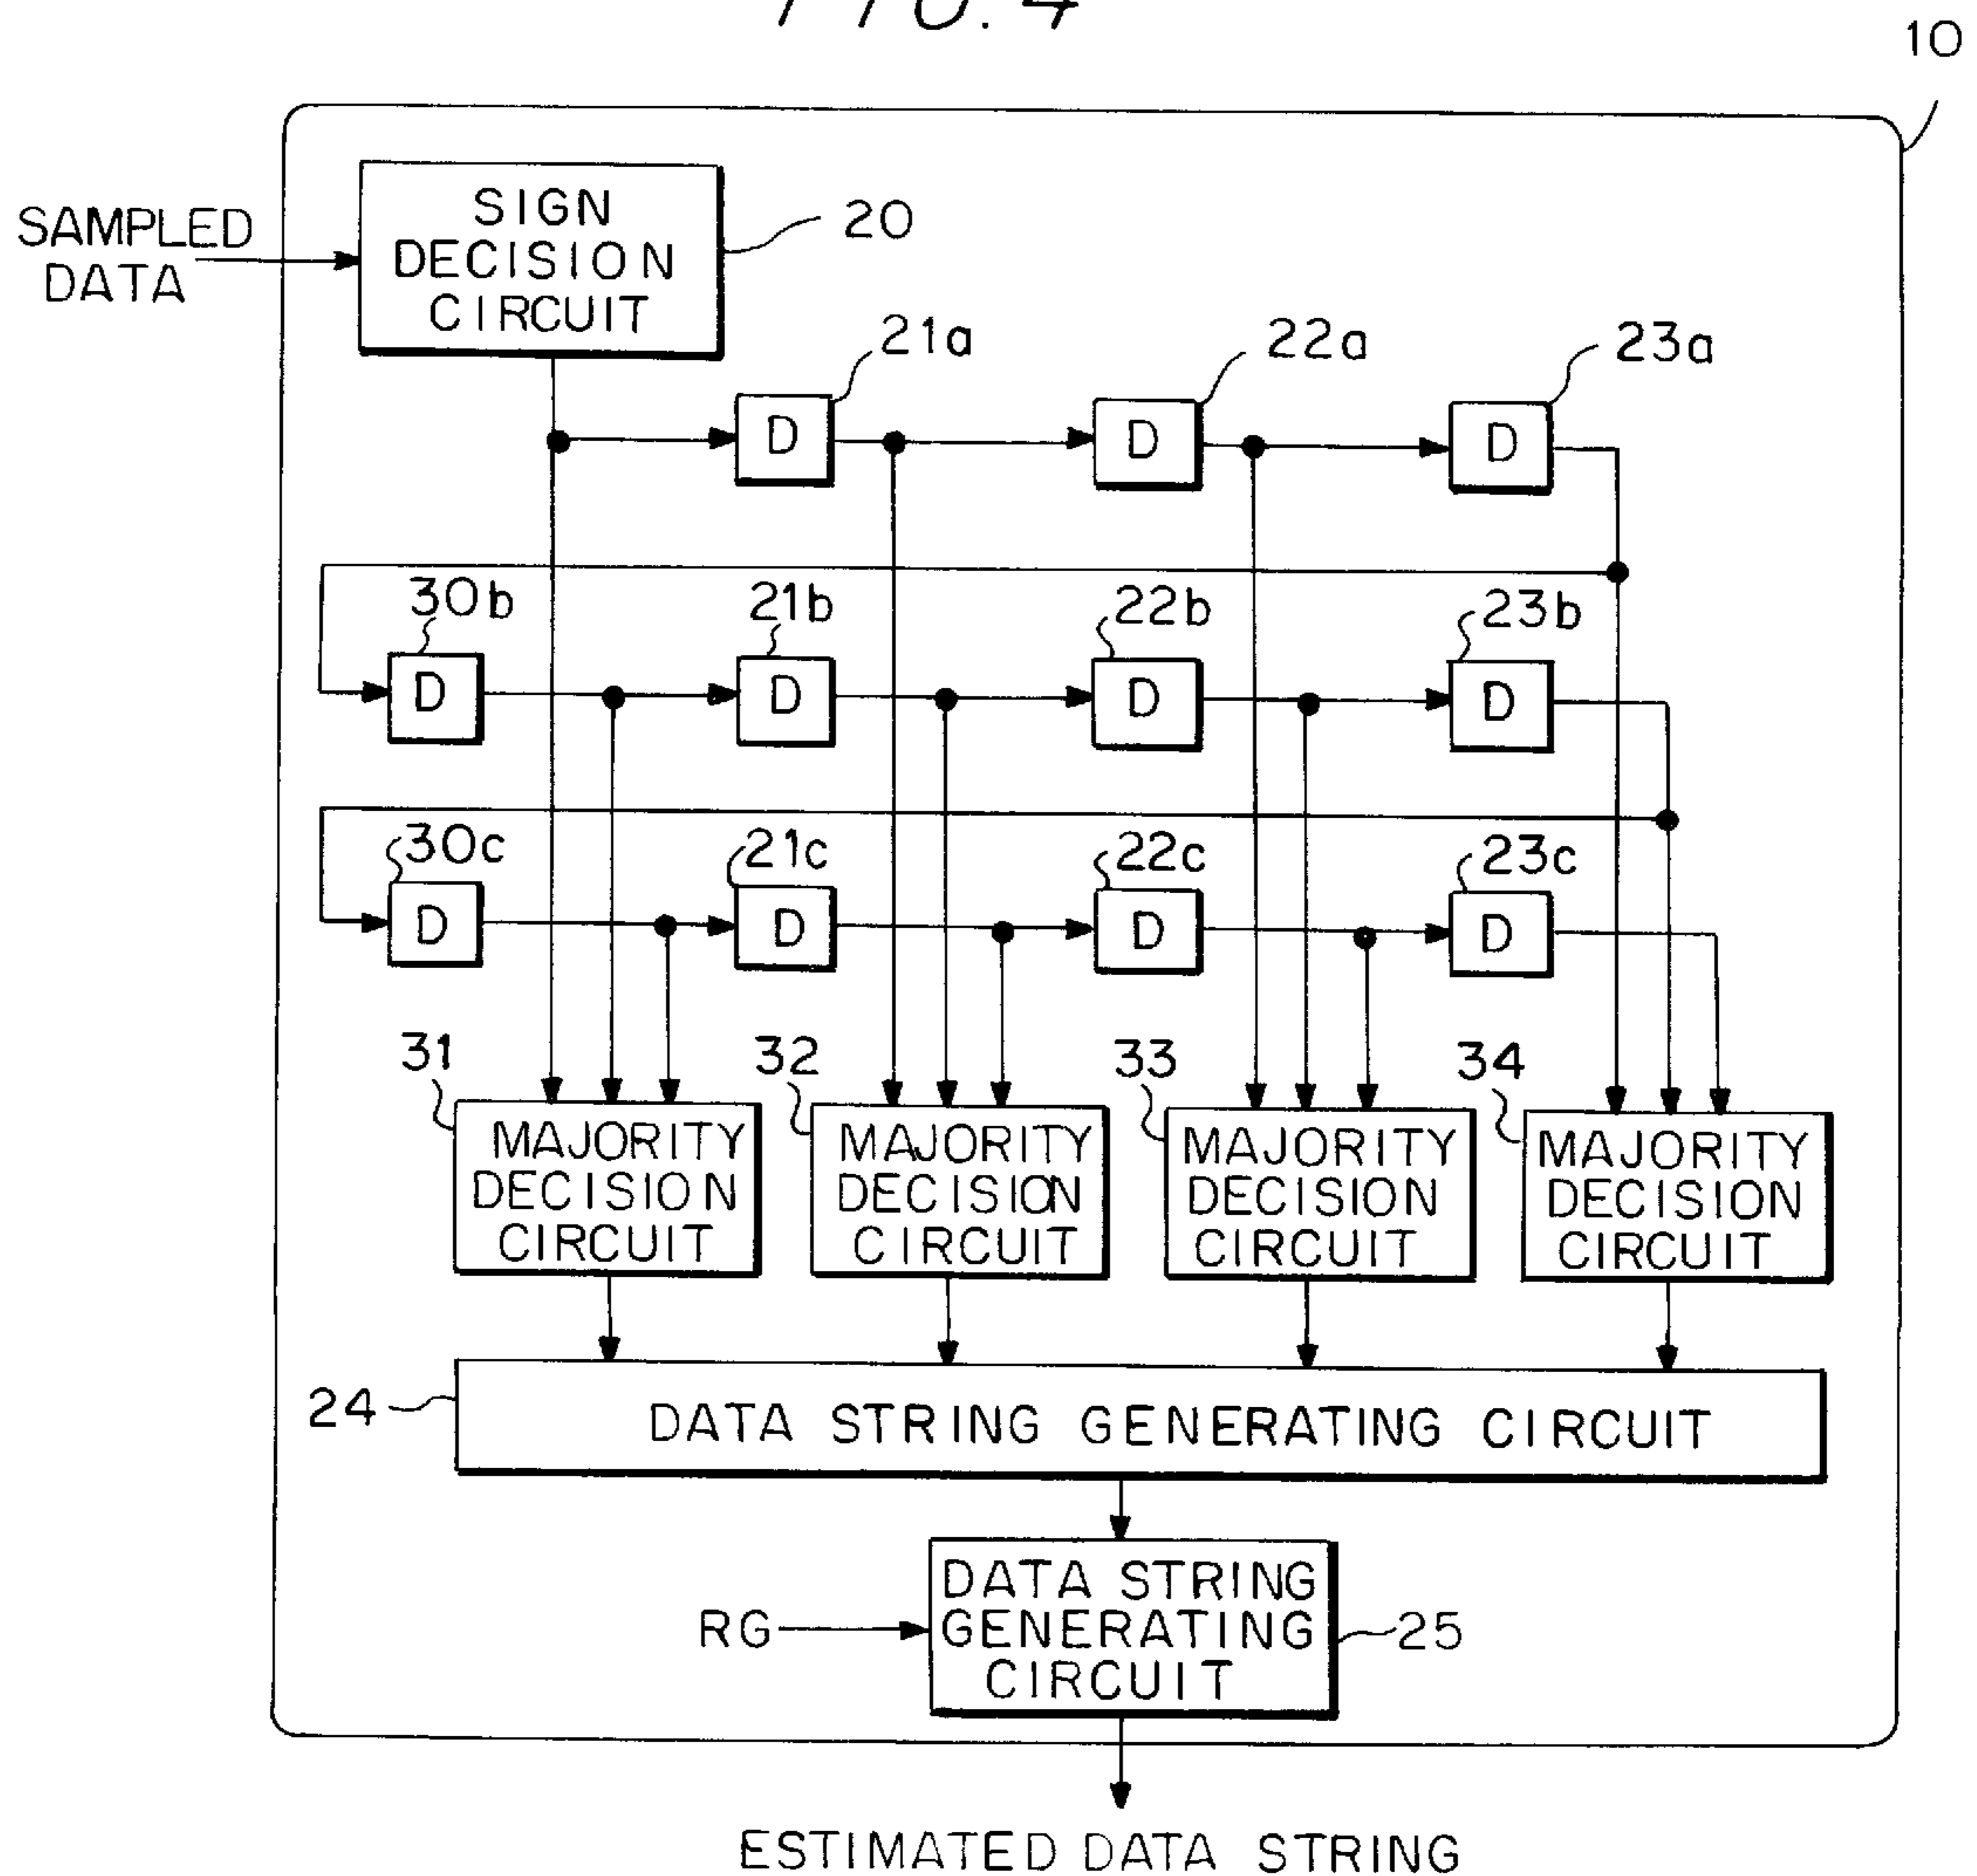 FIG. 4
10
SAMPLED
DATA
SIGN
DECISION
CIRCUIT
20
21a
22a
23a
D
D
D
30b
21b
22b
23b
D
D
D
D
30c
21c
22c
23c
D
D
D
D
31
32
33
34
MAJORITY
DECISION
CIRCUIT
MAJORITY
DECISION
CIRCUIT
MAJORITY
DECISION
CIRCUIT
MAJORITY
DECISION
CIRCUIT
24
DATA STRING GENERATING CIRCUIT
DATA STRING
GENERATING
CIRCUIT
RG
25
ESTIMATED DATA STRING